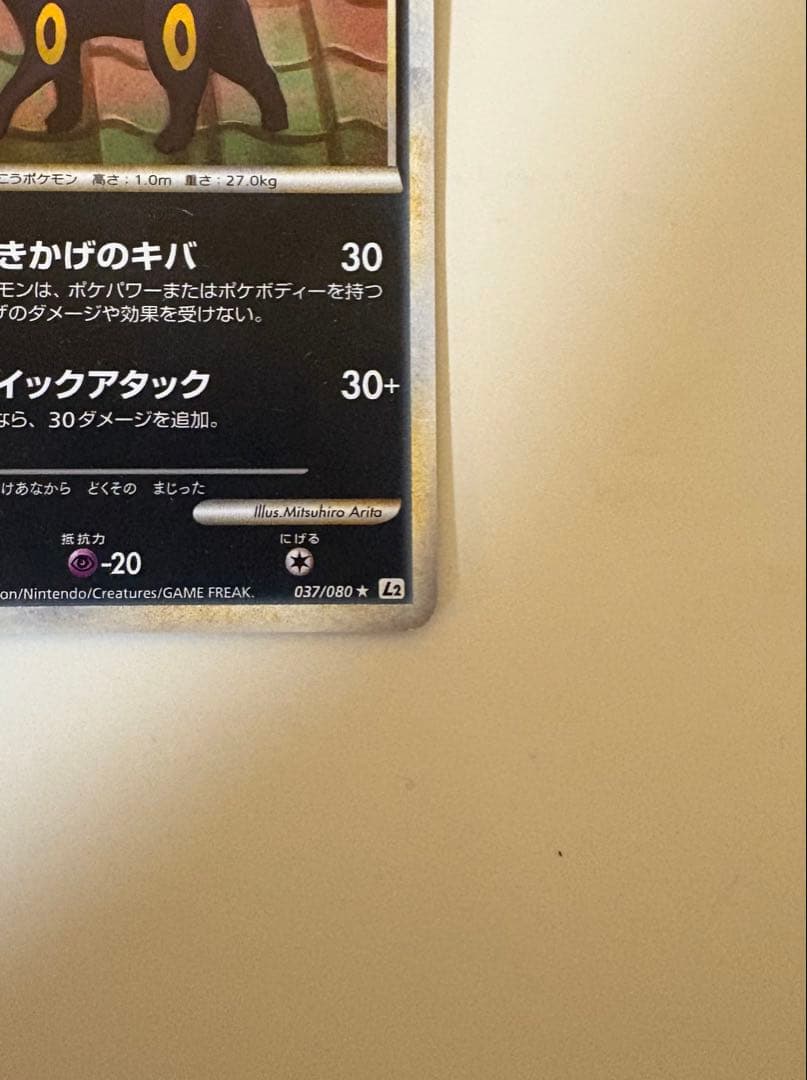 こうポケモン 高さ：1.0m 重さ：27.0kg
きかげのキバ 30
モンは、ポケパワーまたはポケボディーを持つ
げのダメージや効果を受けない。
イックアタック 30+
なら、30ダメージを追加。
けあなから どくその まじった
Illus.Mitsuhiro Arita
抵抗力 にげる
-20
on/Nintendo/Creatures/GAME FREAK. 037/080 ★ L2